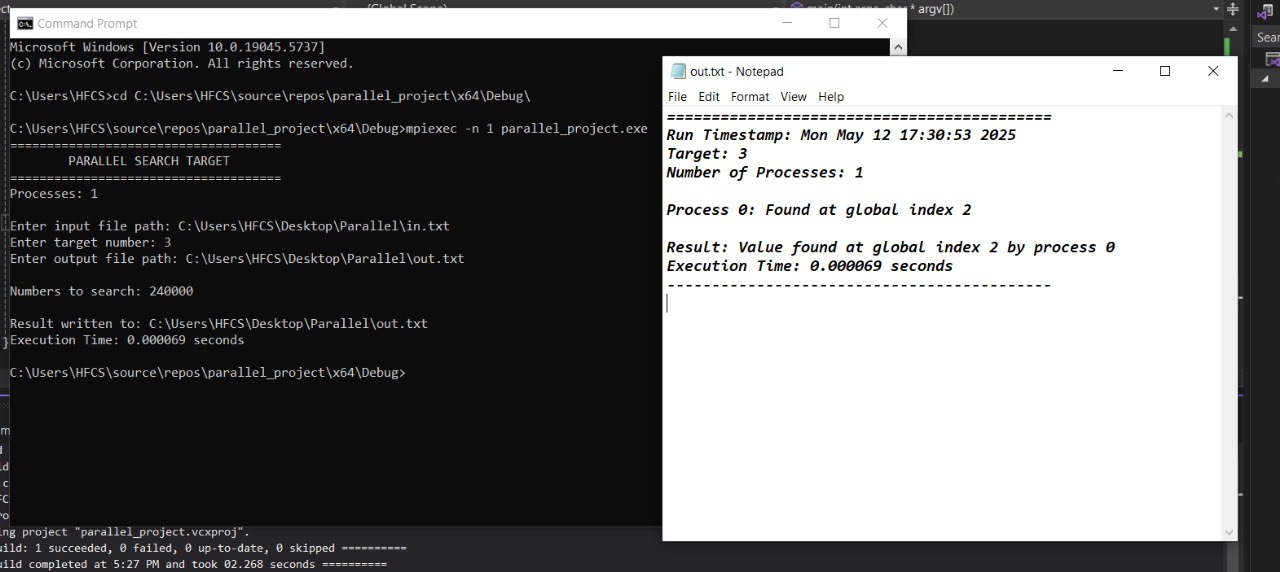 (Global Scope)
main(int argc, char * argv[])
Command Prompt
Microsoft Windows [Version 10.0.19045.5737]
(c) Microsoft Corporation. All rights reserved.
C:\Users\HFCS>cd C:\Users\HFCS\source\repos\parallel_project\x64\Debug\
C:\Users\HFCS\source\repos\parallel_project\x64\Debug>mpiexec -n 1 parallel_project.exe
=====================================
PARALLEL SEARCH TARGET
=====================================
Processes: 1
Enter input file path: C:\Users\HFCS\Desktop\Parallel\in.txt
Enter target number: 3
Enter output file path: C:\Users\HFCS\Desktop\Parallel\out.txt
Numbers to search: 240000
Result written to: C:\Users\HFCS\Desktop\Parallel\out.txt
Execution Time: 0.000069 seconds
C:\Users\HFCS\source\repos\parallel_project\x64\Debug>
out.txt - Notepad
File Edit Format View Help
===========================================
Run Timestamp: Mon May 12 17:30:53 2025
Target: 3
Number of Processes: 1
Process 0: Found at global index 2
Result: Value found at global index 2 by process 0
Execution Time: 0.000069 seconds
-------------------------------------------
Sear
ing project "parallel_project.vcxproj".
uild: 1 succeeded, 0 failed, 0 up-to-date, 0 skipped ==========
uild completed at 5:27 PM and took 02.268 seconds ==========